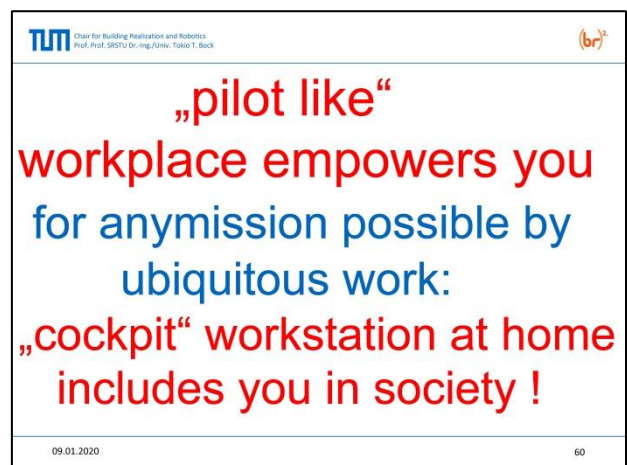 TUM
Chair for Building Realization and Robotics
Prof. Prof. SRSTU Dr.-Ing./Univ. Tokio T. Bock
(br)²
„pilot like“
workplace empowers you
for anymission possible by
ubiquitous work:
„cockpit“ workstation at home
includes you in society !
09.01.2020
60